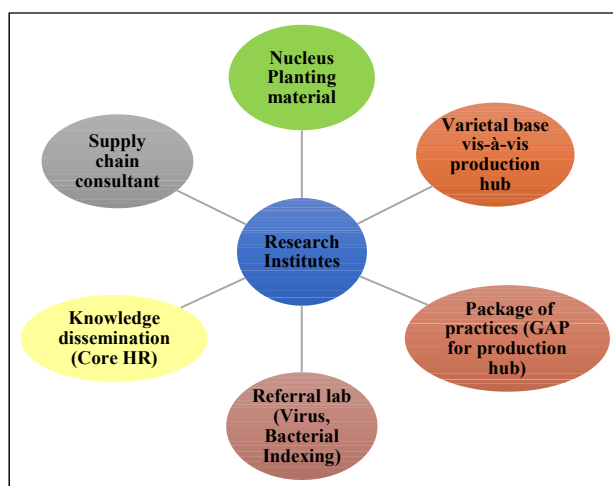 Nucleus
Planting
material
Supply
chain
consultant
Varietal base
vis-à-vis
production
hub
Research
Institutes
Knowledge
dissemination
(Core HR)
Package of
practices (GAP
for production
hub)
Referral lab
(Virus,
Bacterial
Indexing)